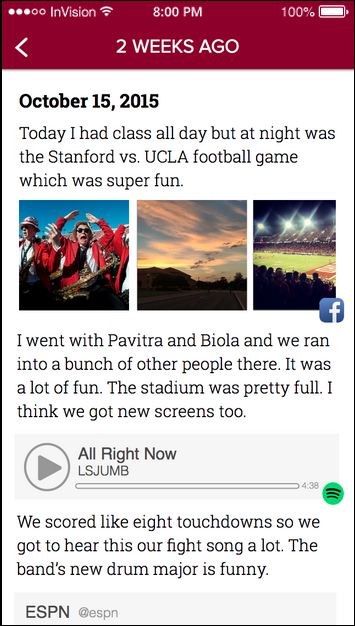 InVision 8:00 PM 100%
2 WEEKS AGO
October 15, 2015
Today I had class all day but at night was
the Stanford vs. UCLA football game
which was super fun.
I went with Pavitra and Biola and we ran
into a bunch of other people there. It was
a lot of fun. The stadium was pretty full. I
think we got new screens too.
All Right Now
LSJUMB
4:38
We scored like eight touchdowns so we
got to hear this our fight song a lot. The
band's new drum major is funny.
ESPN @espn